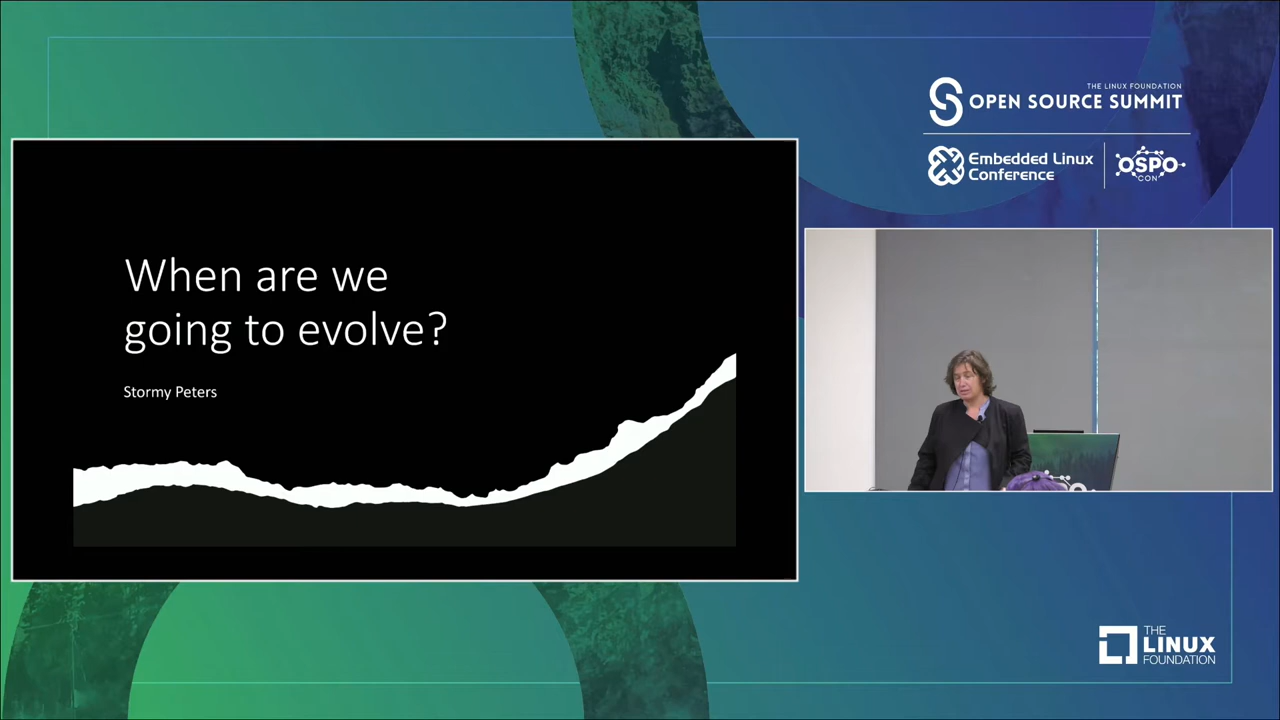 THE LINUX FOUNDATION
OPEN SOURCE SUMMIT
Embedded Linux
Conference
OSPO
CON
When are we
going to evolve?
Stormy Peters
THE
LINUX
FOUNDATION